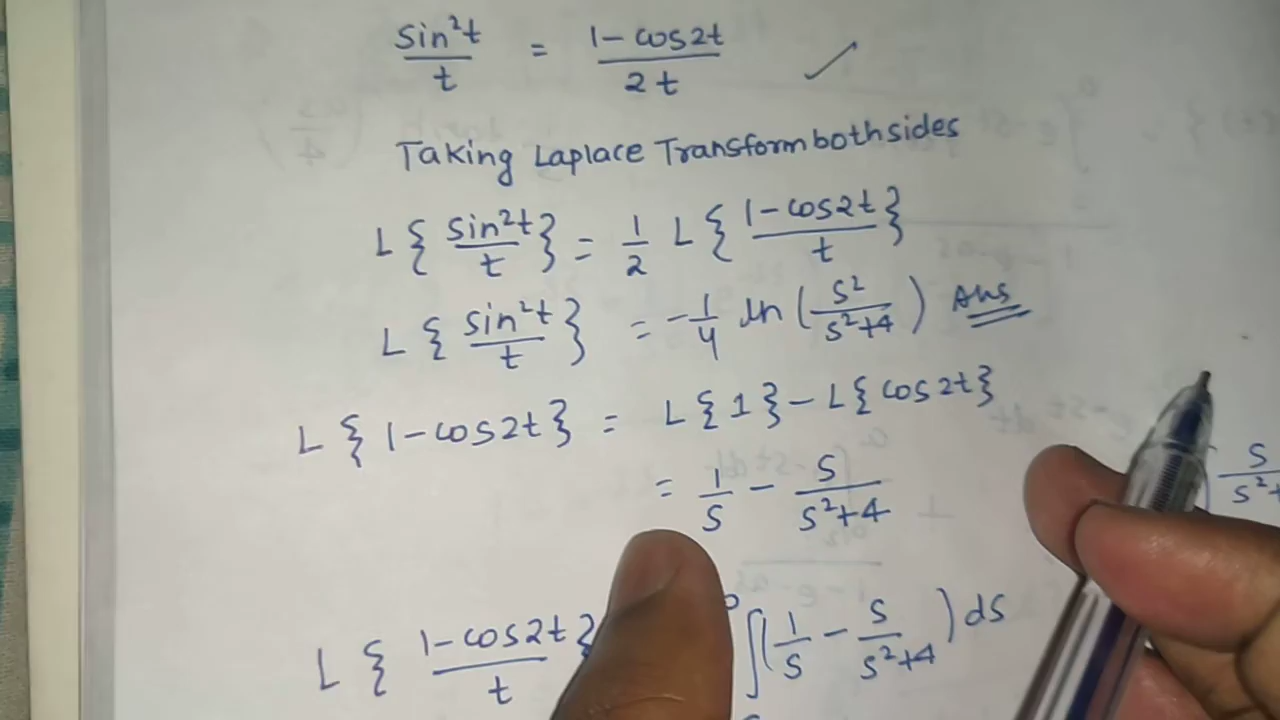 sin²t/t = 1-cos2t/2t ✓
Taking Laplace Transform both sides
L{sin²t/t} = 1/2 L{1-cos2t/t}
L{sin²t/t} = -1/4 ln(s²/s²+4) Ans
L{1-cos2t} = L{1} - L{cos2t}
= 1/s - s/s²+4
L{1-cos2t/t} ∫(1/s - s/s²+4) ds